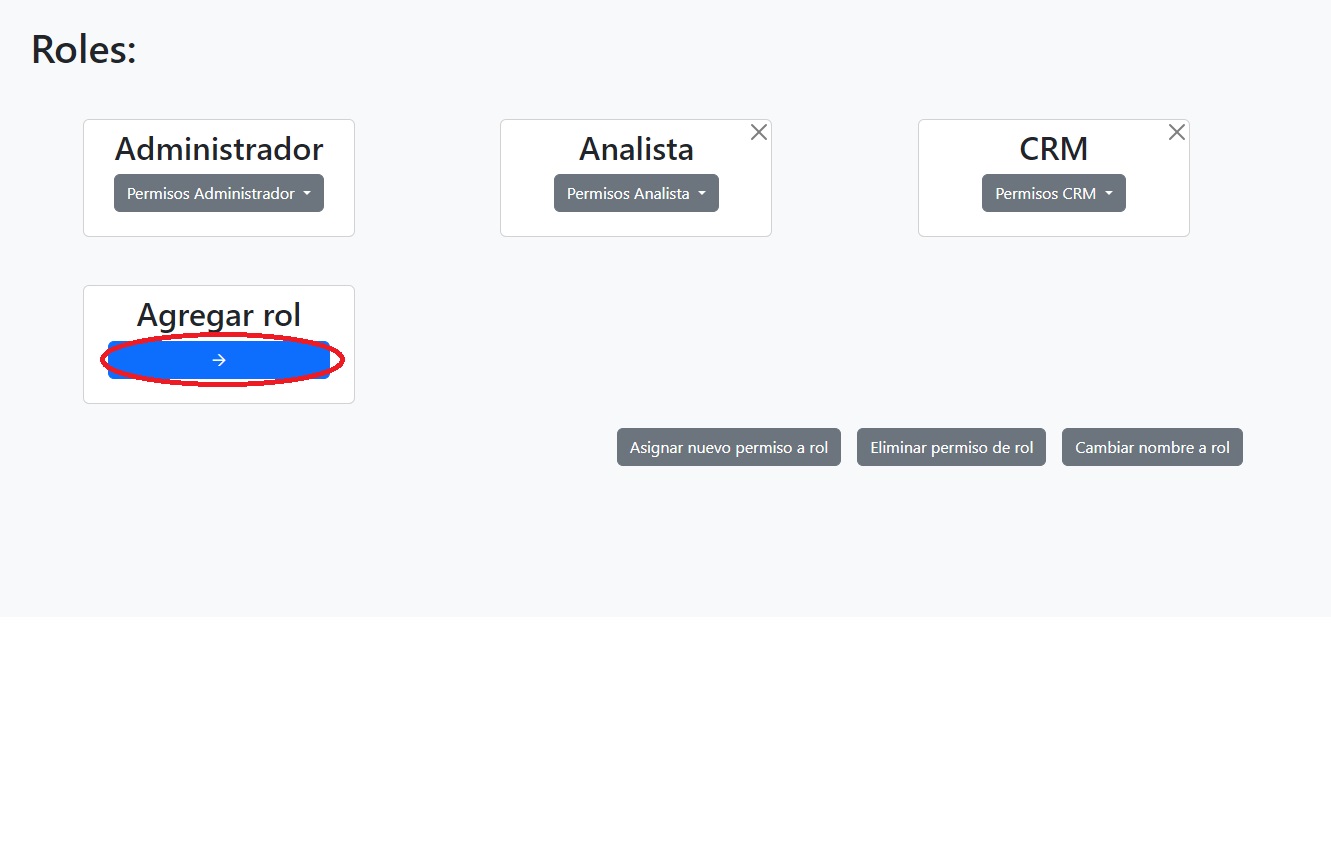 Roles:
Administrador
Permisos Administrador
Analista
Permisos Analista
CRM
Permisos CRM
Agregar rol
Asignar nuevo permiso a rol
Eliminar permiso de rol
Cambiar nombre a rol